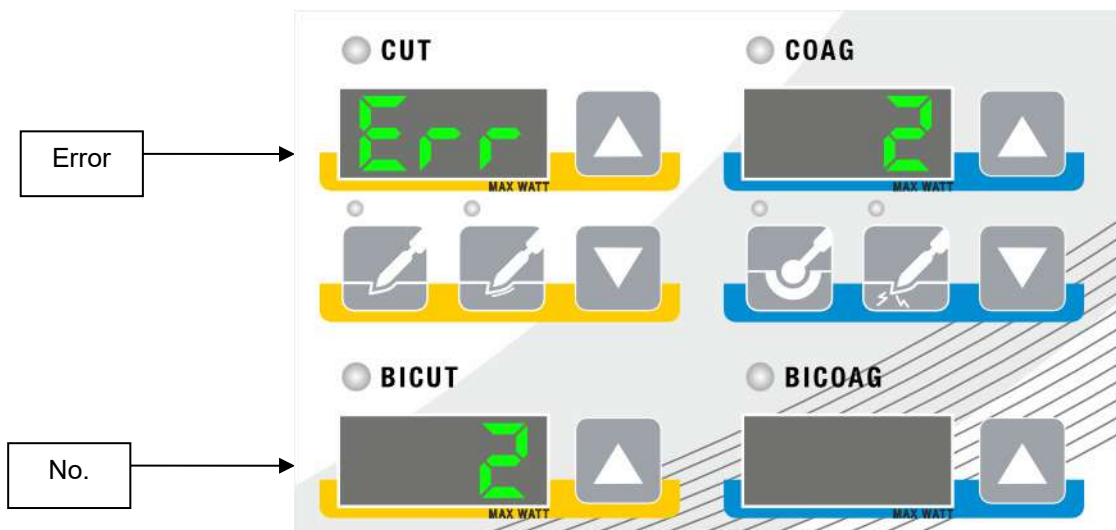 CUT
COAG
Err
2
Error
MAX WATT
MAX WATT
BICUT
BICOAG
2
No.
MAX WATT
MAX WATT